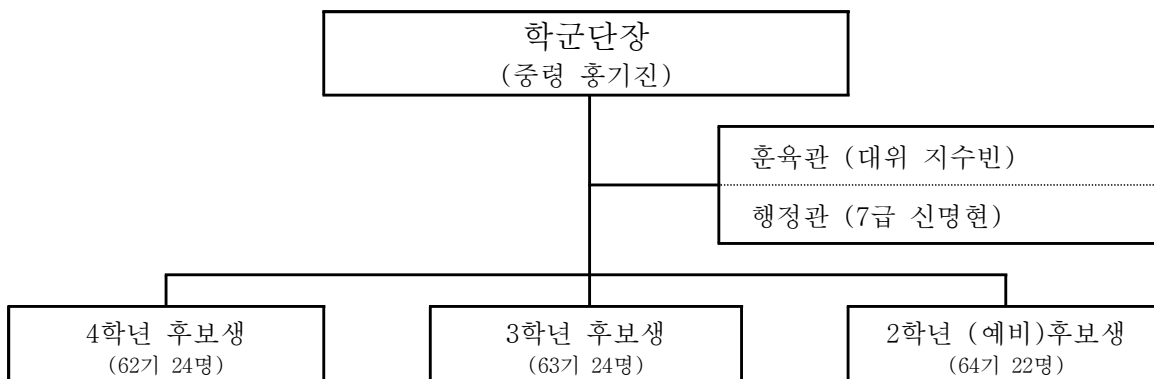 학군단장
(중령 홍기진)
훈육관 (대위 지수빈)
행정관 (7급 신명현)
4학년 후보생
(62기 24명)
3학년 후보생
(63기 24명)
2학년 (예비)후보생
(64기 22명)